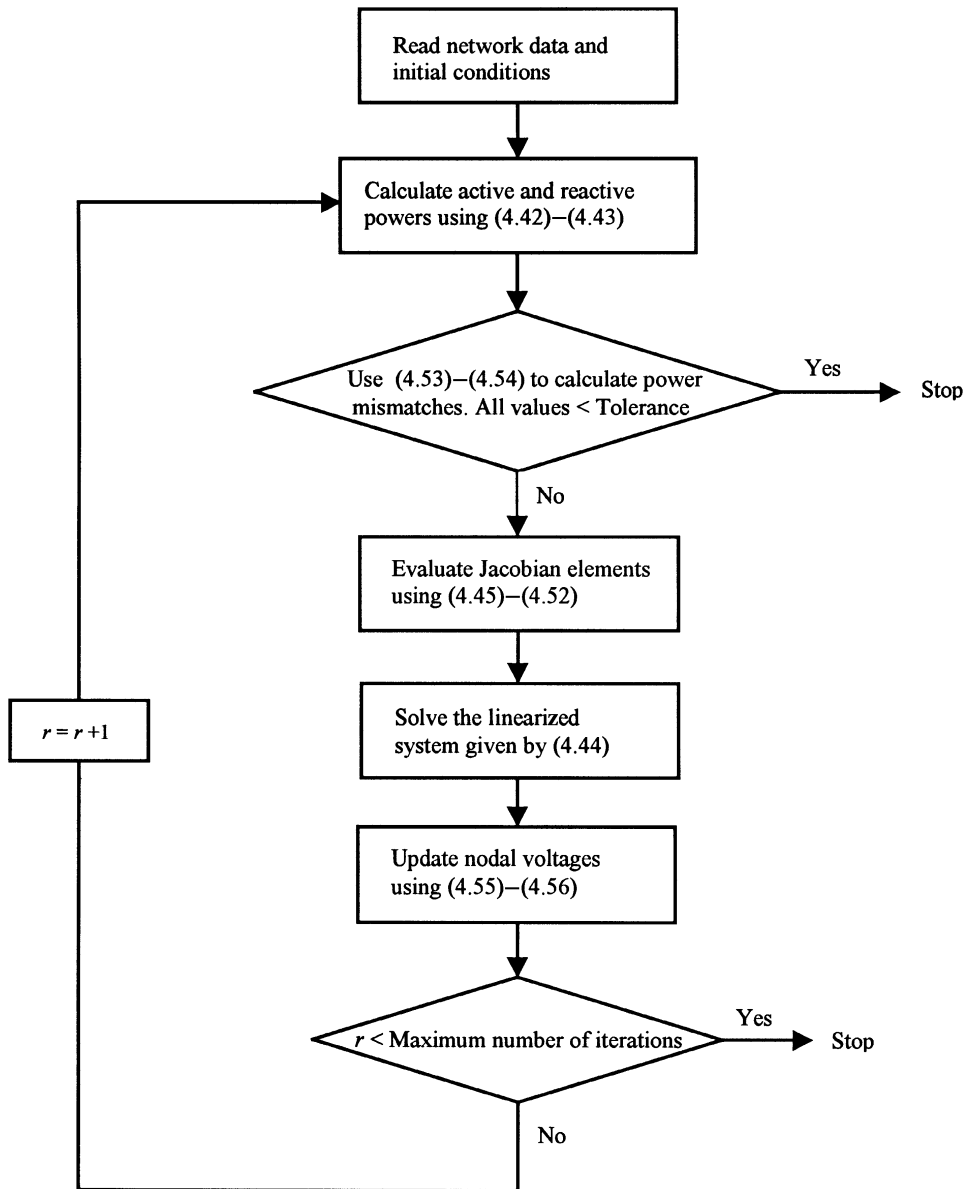 Read network data and
initial conditions
Calculate active and reactive
powers using (4.42)–(4.43)
Use (4.53)–(4.54) to calculate power
mismatches. All values < Tolerance
Yes
Stop
No
Evaluate Jacobian elements
using (4.45)–(4.52)
Solve the linearized
system given by (4.44)
r = r +1
Update nodal voltages
using (4.55)–(4.56)
r < Maximum number of iterations
Yes
Stop
No